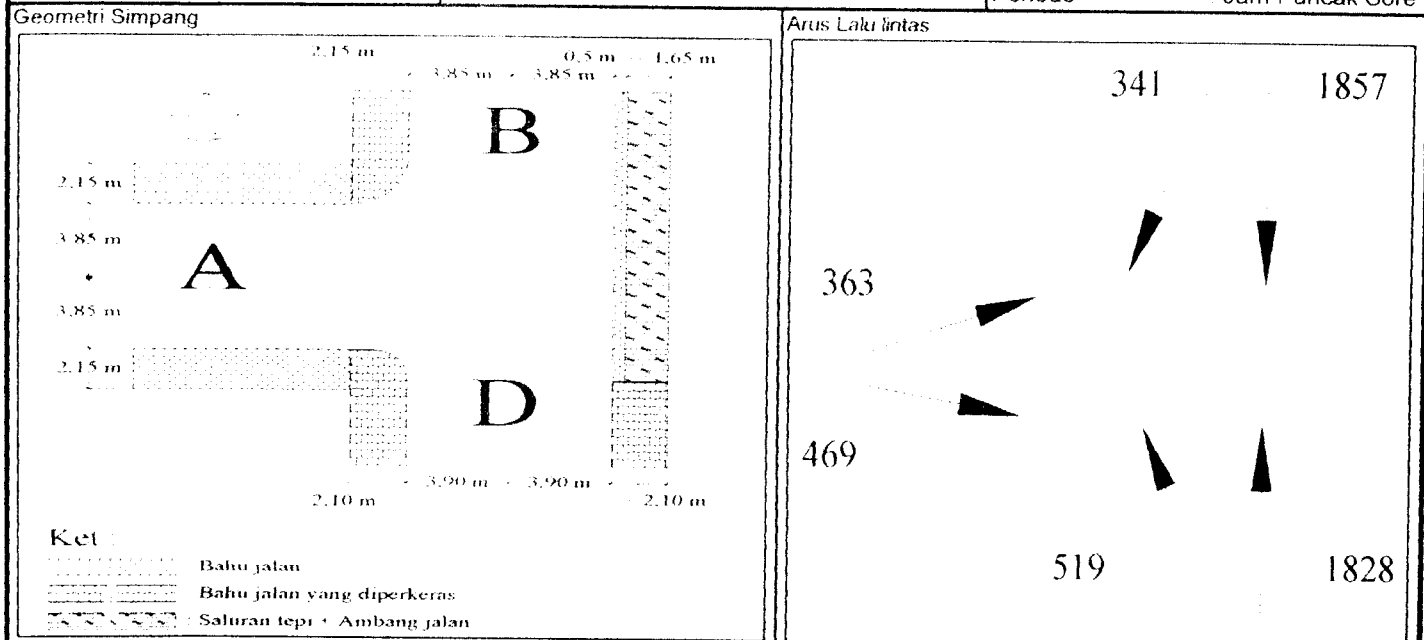 Geometri Simpang
2,15 m
0,5 m
1,65 m
3,85 m
3,85 m
B
2,15 m
3,85 m
A
3,85 m
2,15 m
D
3,90 m
3,90 m
2,10 m
2,10 m
Ket :
Bahu jalan
Bahu jalan yang diperkeras
: Saluran tepi + Ambang jalan
Arus Lalu lintas
341
1857
363
469
519
1828